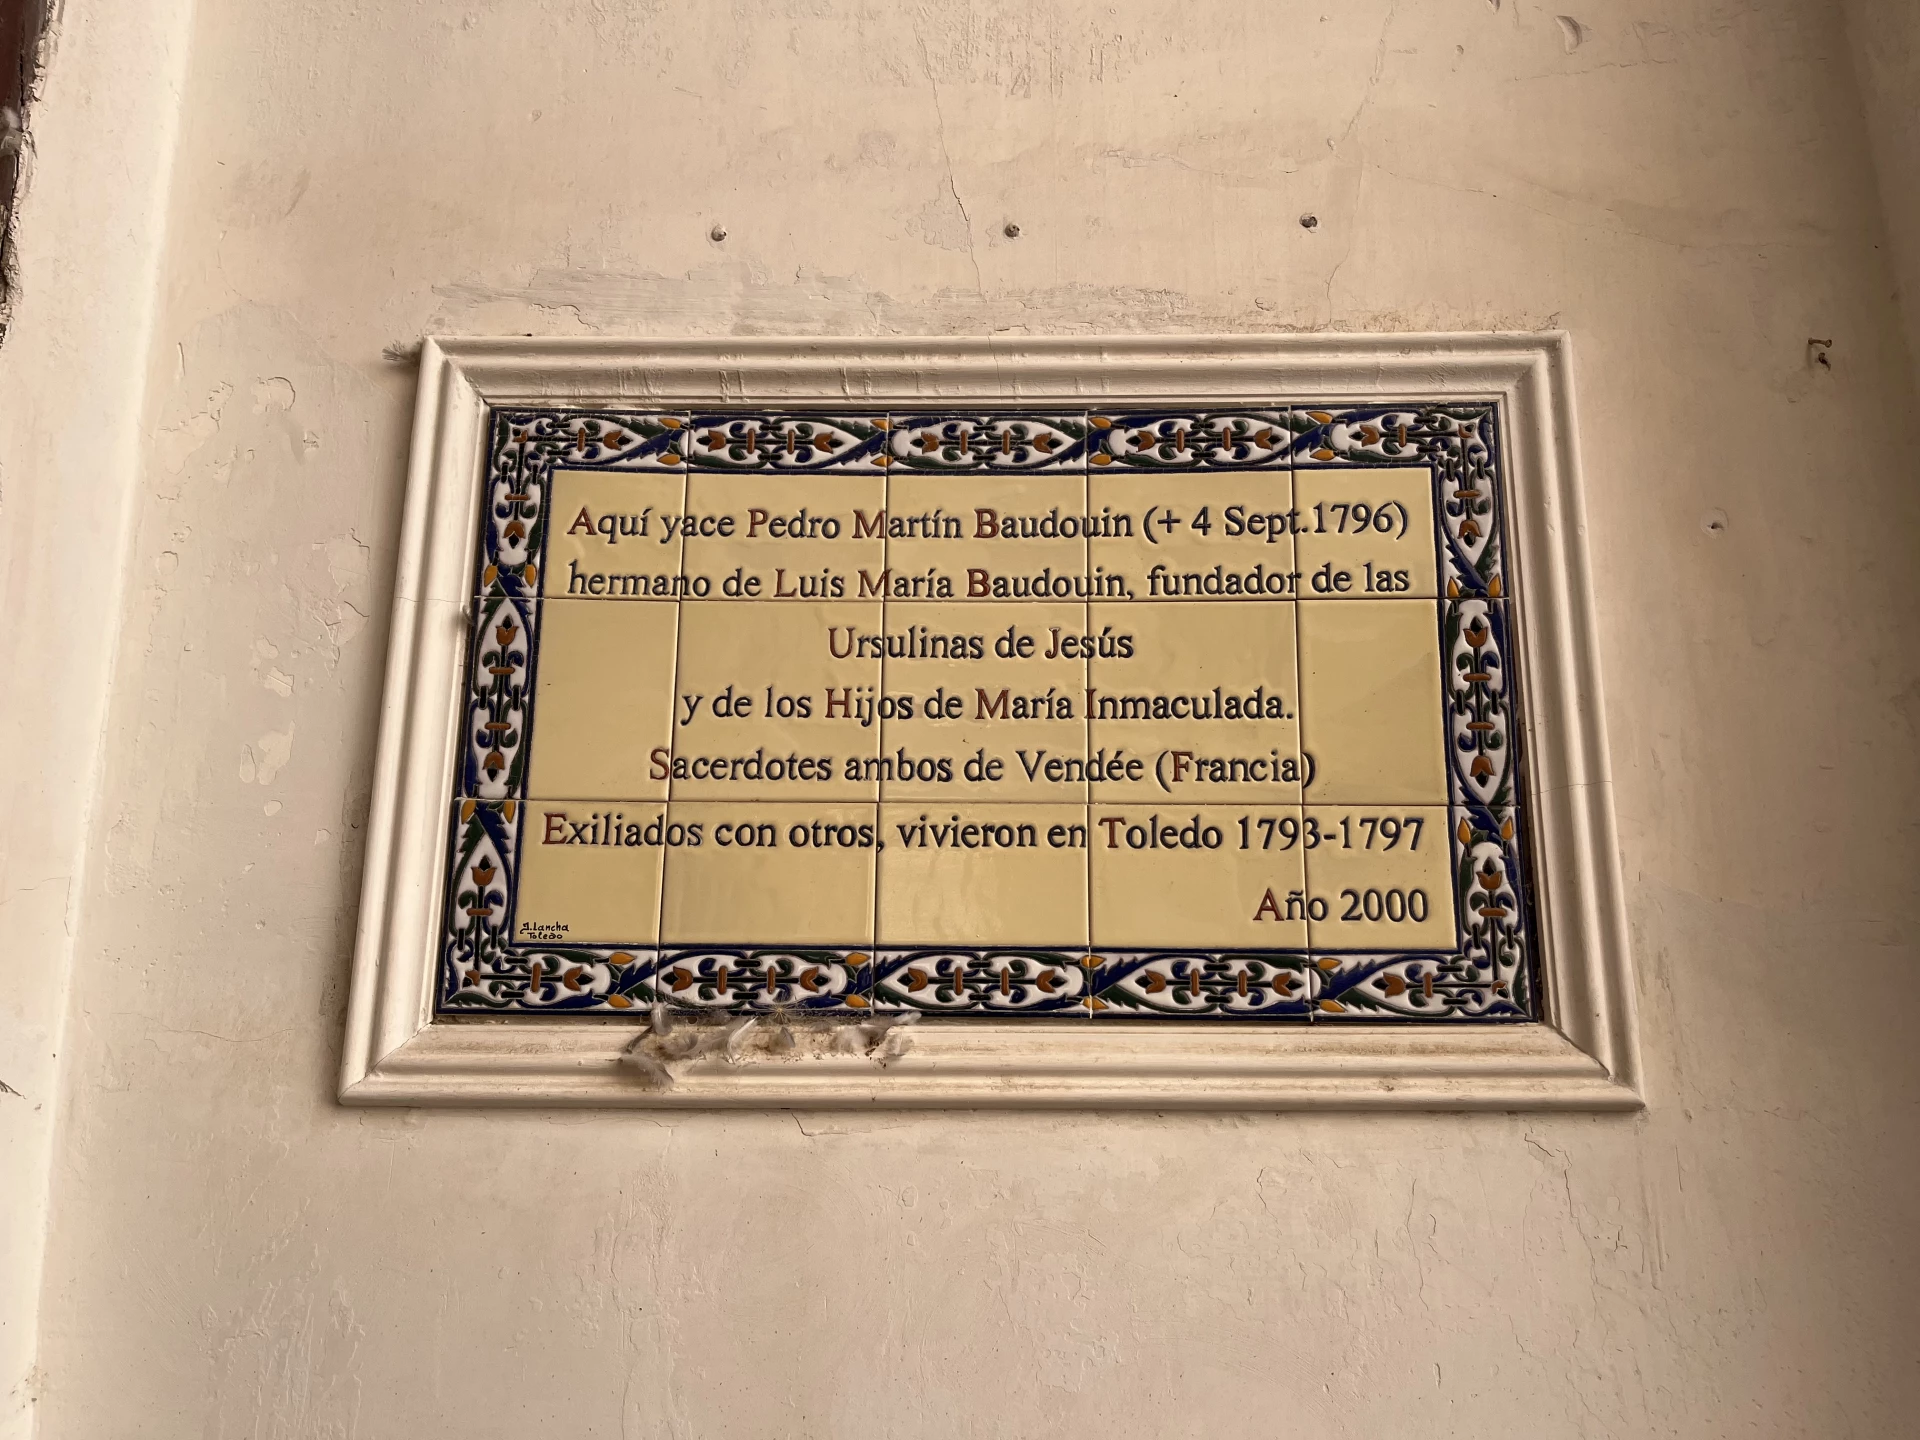 Aquí yace Pedro Martín Baudouin (+ 4 Sept.1796)
hermano de Luis María Baudouin, fundador de las
Ursulinas de Jesús
y de los Hijos de María Inmaculada.
Sacerdotes ambos de Vendée (Francia)
Exiliados con otros, vivieron en Toledo 1793-1797
Año 2000
J. Lancha
Toledo